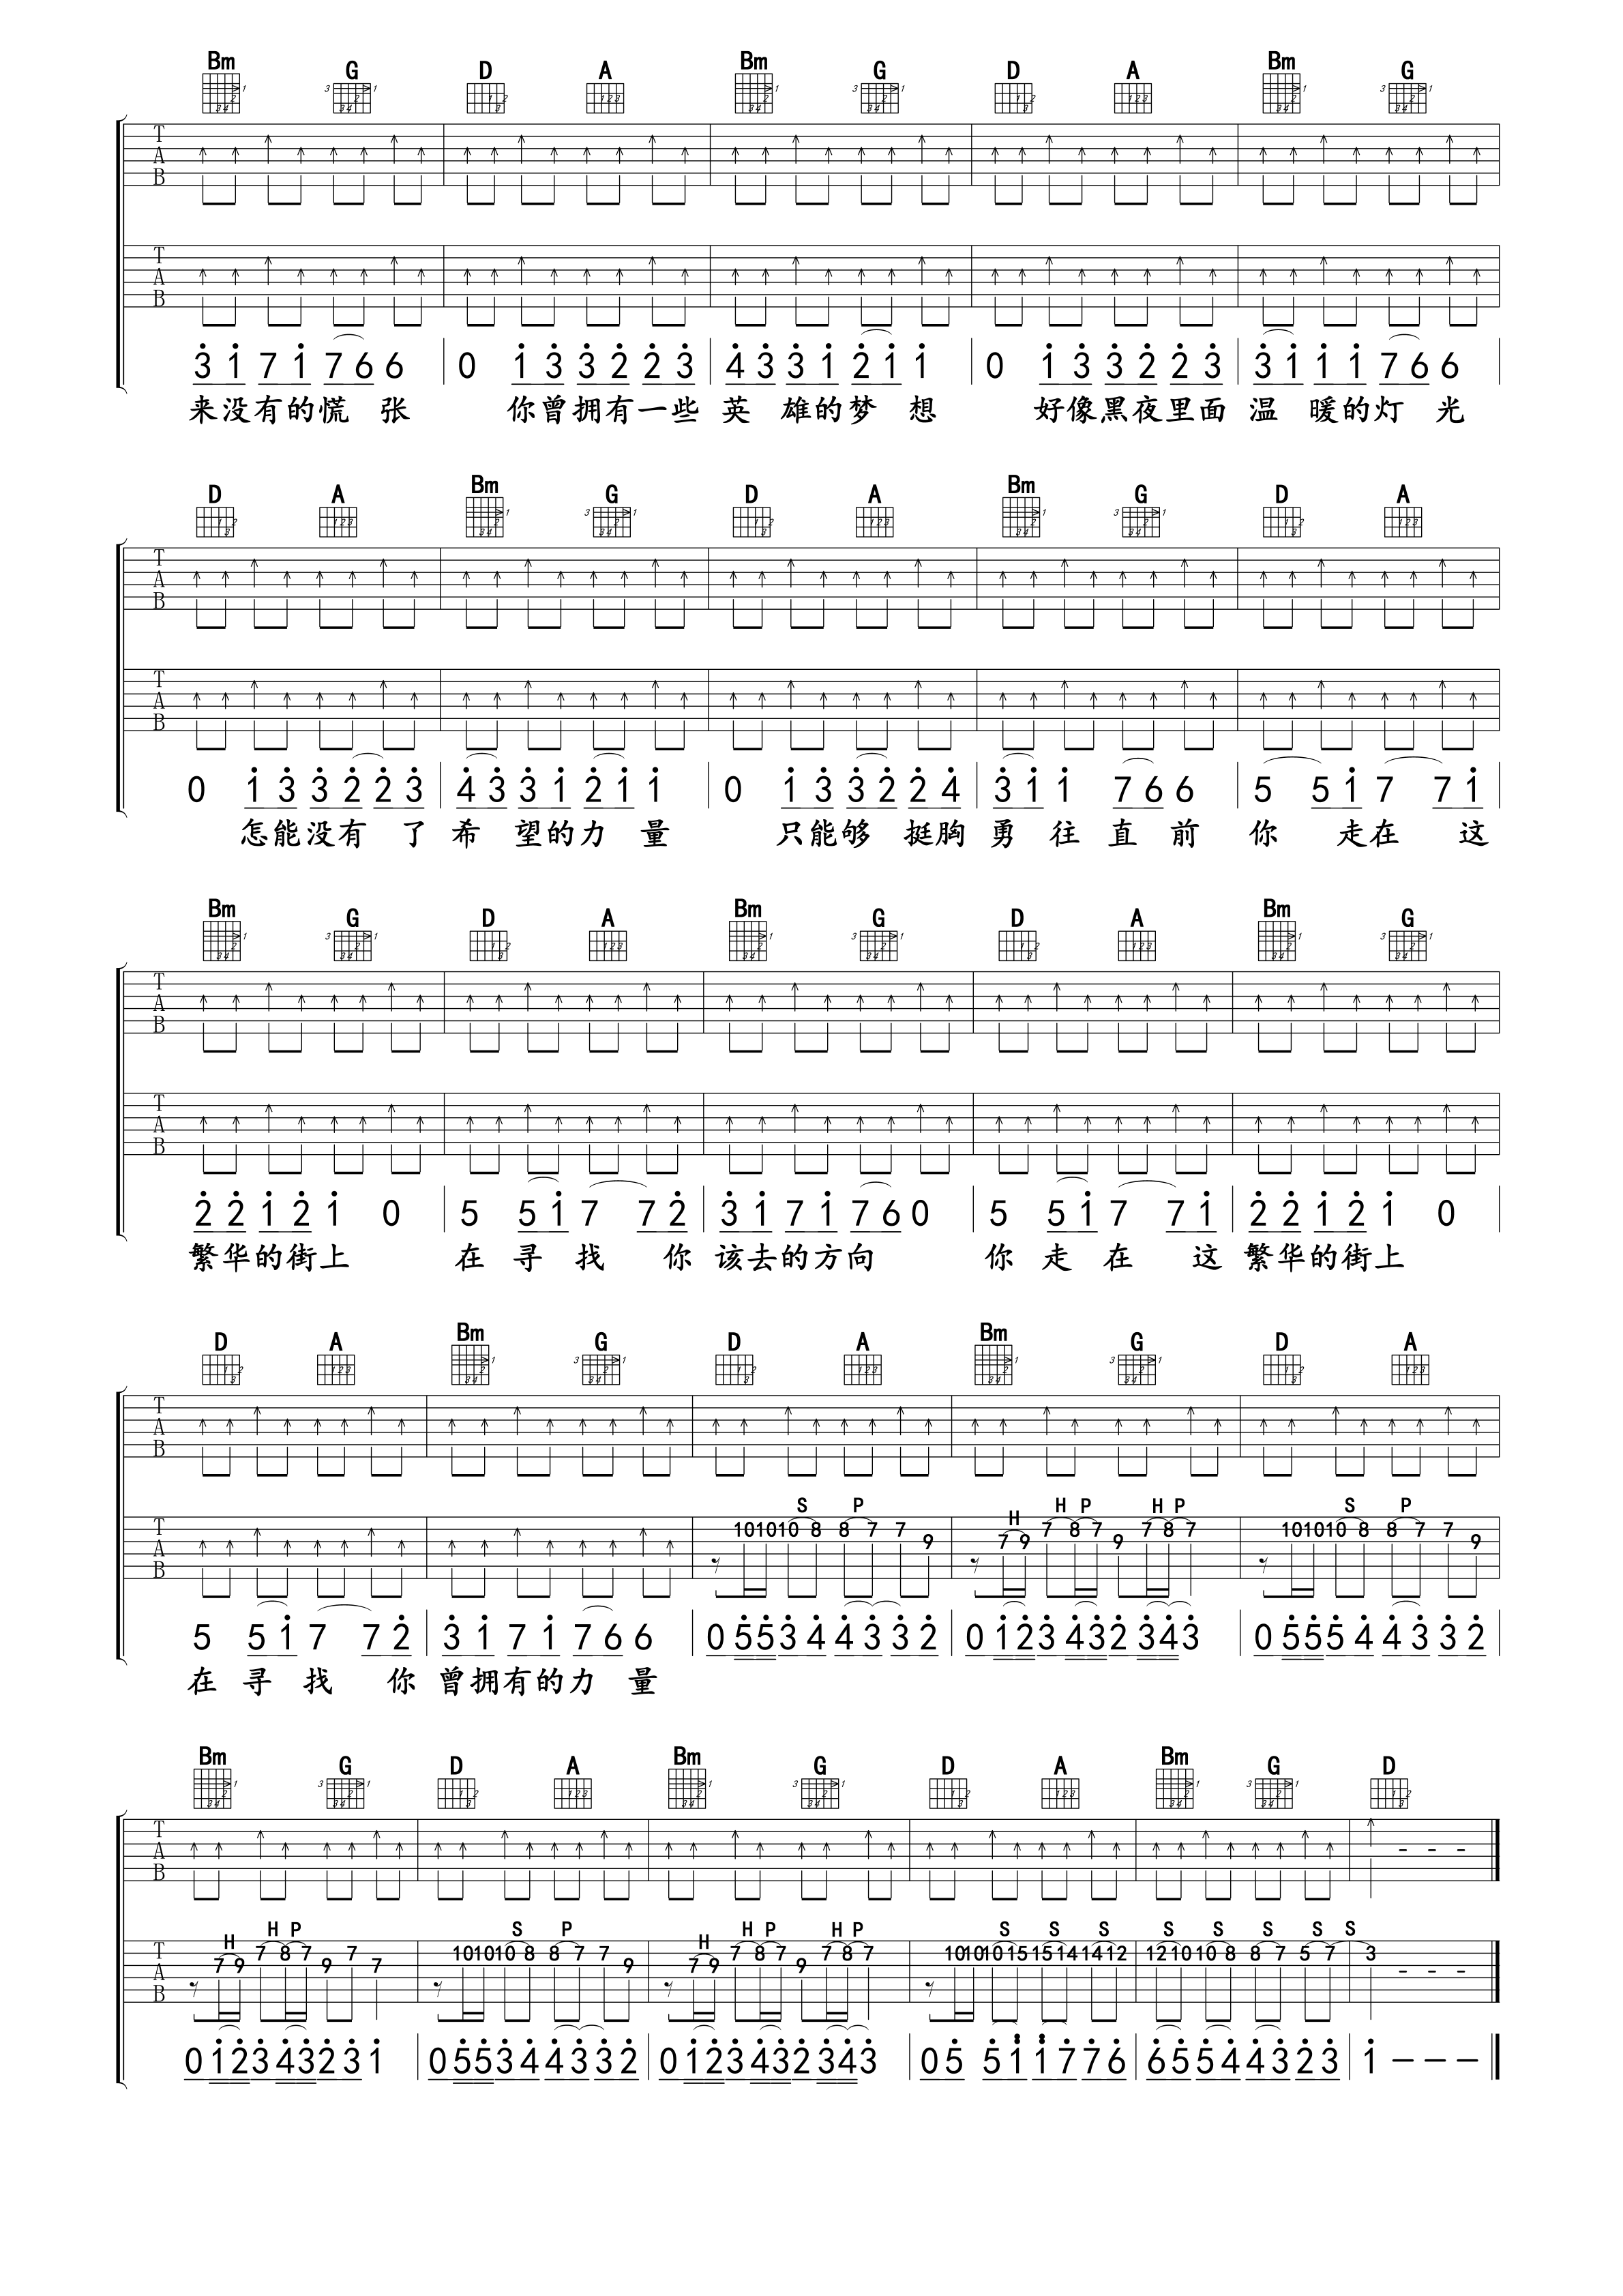 Bm G D A Bm G D A Bm G
T A B
T A B
3 1 7 1 7 6 6 | 0 1 3 3 2 2 3 | 4 3 3 1 2 1 1 | 0 1 3 3 2 2 3 | 3 1 1 1 7 6 6
来没有的慌 张 你曾拥有一些 英 雄的梦 想 好像黑夜里面 温 暖的灯 光
D A Bm G D A Bm G D A
T A B
T A B
0 1 3 3 2 2 3 | 4 3 3 1 2 1 1 | 0 1 3 3 2 2 4 | 3 1 1 7 6 6 | 5 5 1 7 7 1
怎能没有 了 希 望的力 量 只能够 挺胸 勇 往 直 前 你 走在 这
Bm G D A Bm G D A Bm G
T A B
T A B
2 2 1 2 1 0 | 5 5 1 7 7 2 | 3 1 7 1 7 6 0 | 5 5 1 7 7 1 | 2 2 1 2 1 0
繁华的街上 在 寻 找 你 该去的方向 你 走 在 这 繁华的街上
D A Bm G D A Bm G D A
T A B
S P H H P H P S P
T A B 10 10 10 8 8 7 7 9 7 9 7 8 7 9 7 8 7 10 10 10 8 8 7 7 9
5 5 1 7 7 2 | 3 1 7 1 7 6 6 | 0 5 5 3 4 4 3 3 2 | 0 1 2 3 4 3 2 3 4 3 | 0 5 5 5 4 4 3 3 2
在 寻 找 你 曾拥有的力 量
Bm G D A Bm G D A Bm G D
T A B - - -
H H P S P H H P H P S S S S S S S S
T A B 7 9 7 8 7 9 7 7 10 10 10 8 8 7 7 9 7 9 7 8 7 9 7 8 7 10 10 10 15 15 14 14 12 12 10 10 8 8 7 5 7 3 - - -
0 1 2 3 4 3 2 3 1 | 0 5 5 3 4 4 3 3 2 | 0 1 2 3 4 3 2 3 4 3 | 0 5 5 1 1 7 7 6 | 6 5 5 4 4 3 2 3 | 1 — — —